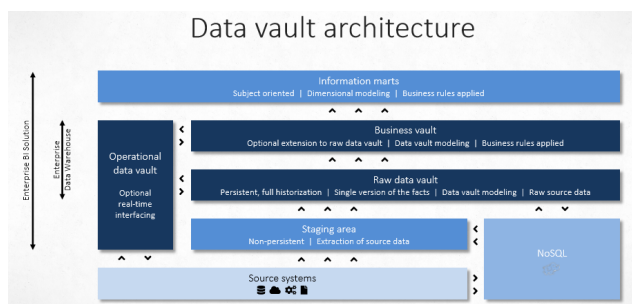 Data vault architecture
Information marts
Subject oriented | Dimensional modeling | Business rules applied
Business vault
Optional extension to raw data vault | Data vault modeling | Business rules applied
Operational
data vault
Optional
real-time
interfacing
Raw data vault
Persistent, full historization | Single version of the facts | Data vault modeling | Raw source data
Staging area
Non-persistent | Extraction of source data
NoSQL
Source systems
Enterprise BI Solution
Enterprise
Data Warehouse